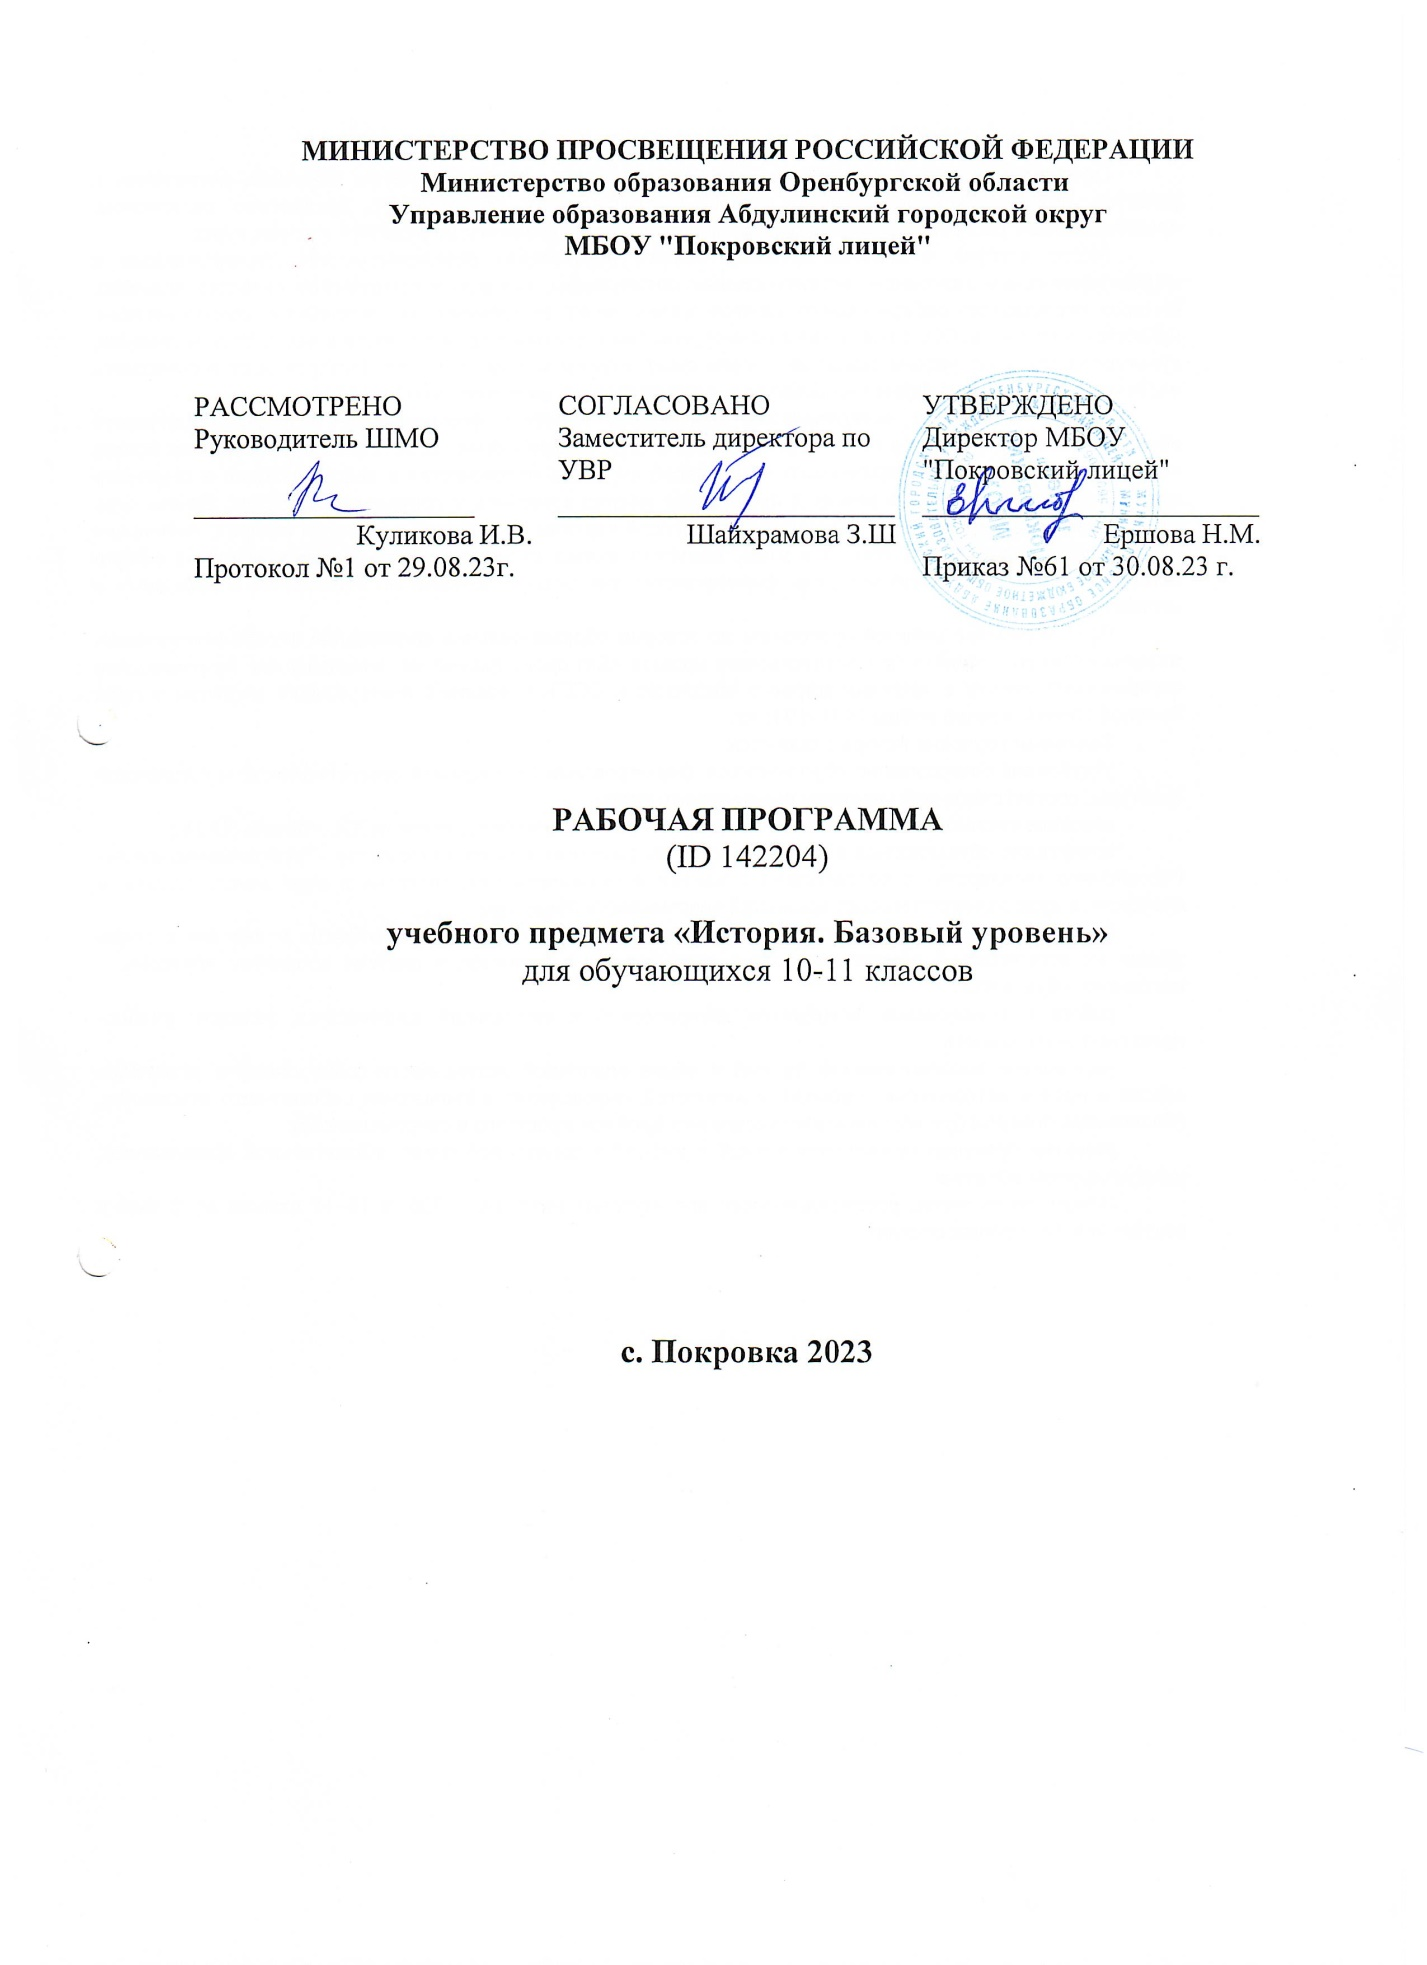 МИНИСТЕРСТВО ПРОСВЕЩЕНИЯ РОССИЙСКОЙ ФЕДЕРАЦИИ
Министерство образования Оренбургской области
Управление образования Абдулинский городской округ
МБОУ "Покровский лицей"
РАССМОТРЕНО
Руководитель ШМО
Куликова И.В.
Протокол №1 от 29.08.23г.
СОГЛАСОВАНО
Заместитель директора по
УВР
Шайхрамова З.Ш
УТВЕРЖДЕНО
Директор МБОУ
"Покровский лицей"
Ершова Н.М.
Приказ №61 от 30.08.23 г.
РАБОЧАЯ ПРОГРАММА
(ID 142204)
учебного предмета «История. Базовый уровень»
для обучающихся 10-11 классов
с. Покровка 2023